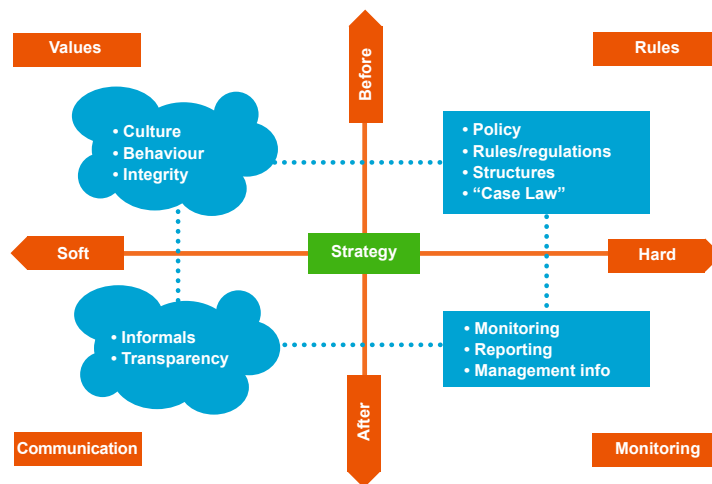 Values
Rules
Before
• Culture
• Behaviour
• Integrity
• Policy
• Rules/regulations
• Structures
• “Case Law”
Soft
Strategy
Hard
• Informals
• Transparency
• Monitoring
• Reporting
• Management info
After
Communication
Monitoring